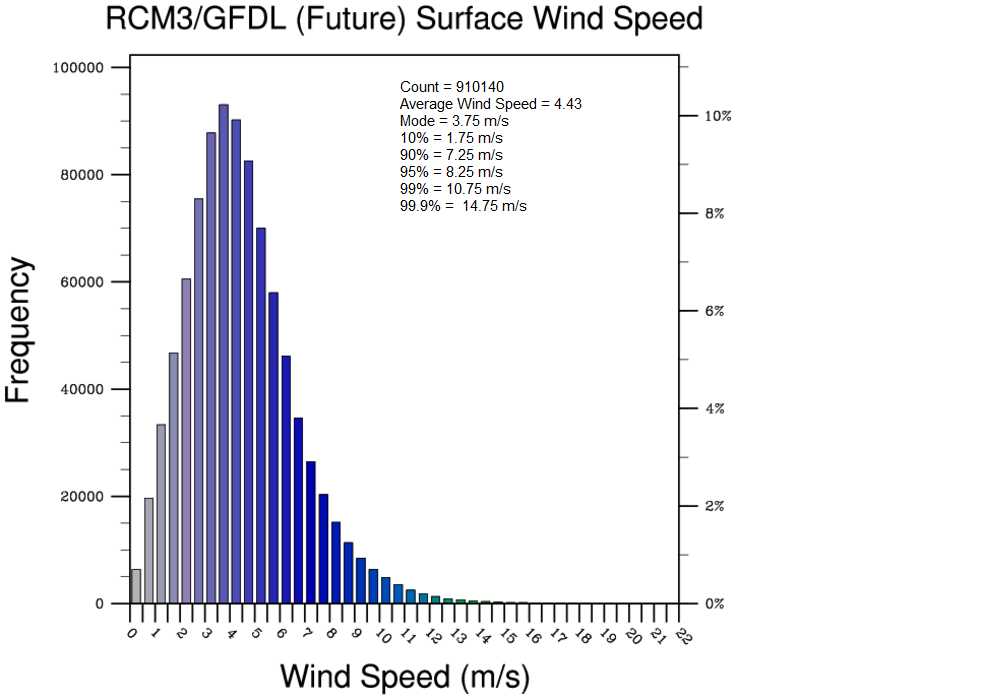 RCM3/GFDL (Future) Surface Wind Speed
Count = 910140
Average Wind Speed = 4.43
Mode = 3.75 m/s
10% = 1.75 m/s
90% = 7.25 m/s
95% = 8.25 m/s
99% = 10.75 m/s
99.9% =  14.75 m/s
Frequency
100000
80000
60000
40000
20000
0
10%
8%
6%
4%
2%
0%
0 1 2 3 4 5 6 7 8 9 10 11 12 13 14 15 16 17 18 19 20 21 22
Wind Speed (m/s)